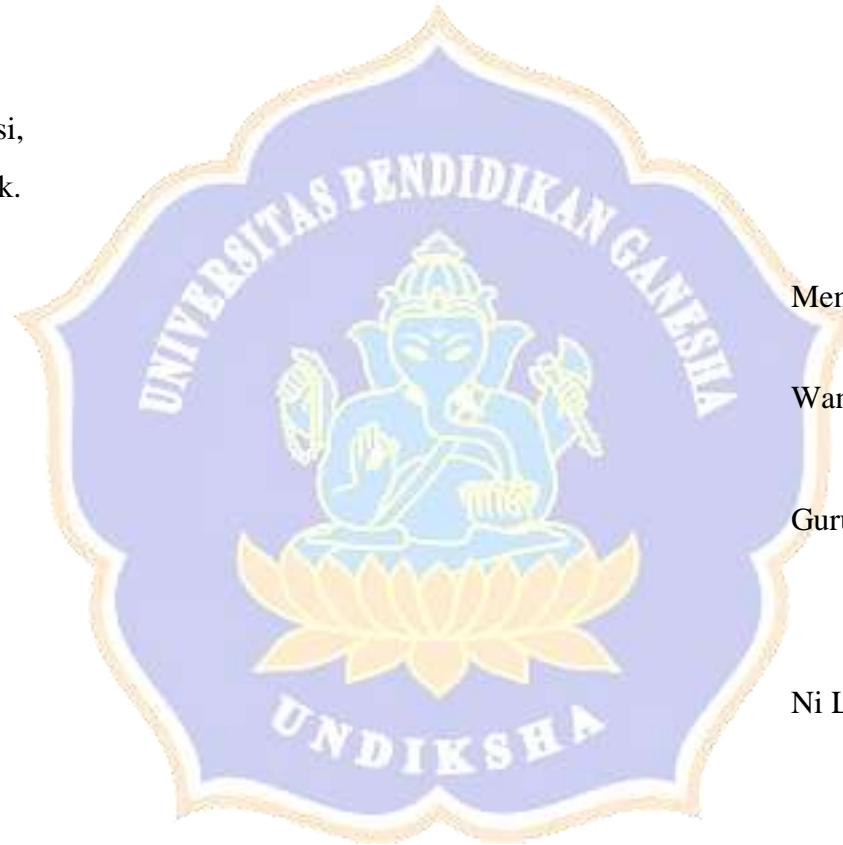 si,
k.
UNIVERSITAS PENDIDIKAN GANESHA
Men
Wan
Guru
Ni L
UNDIKSHA